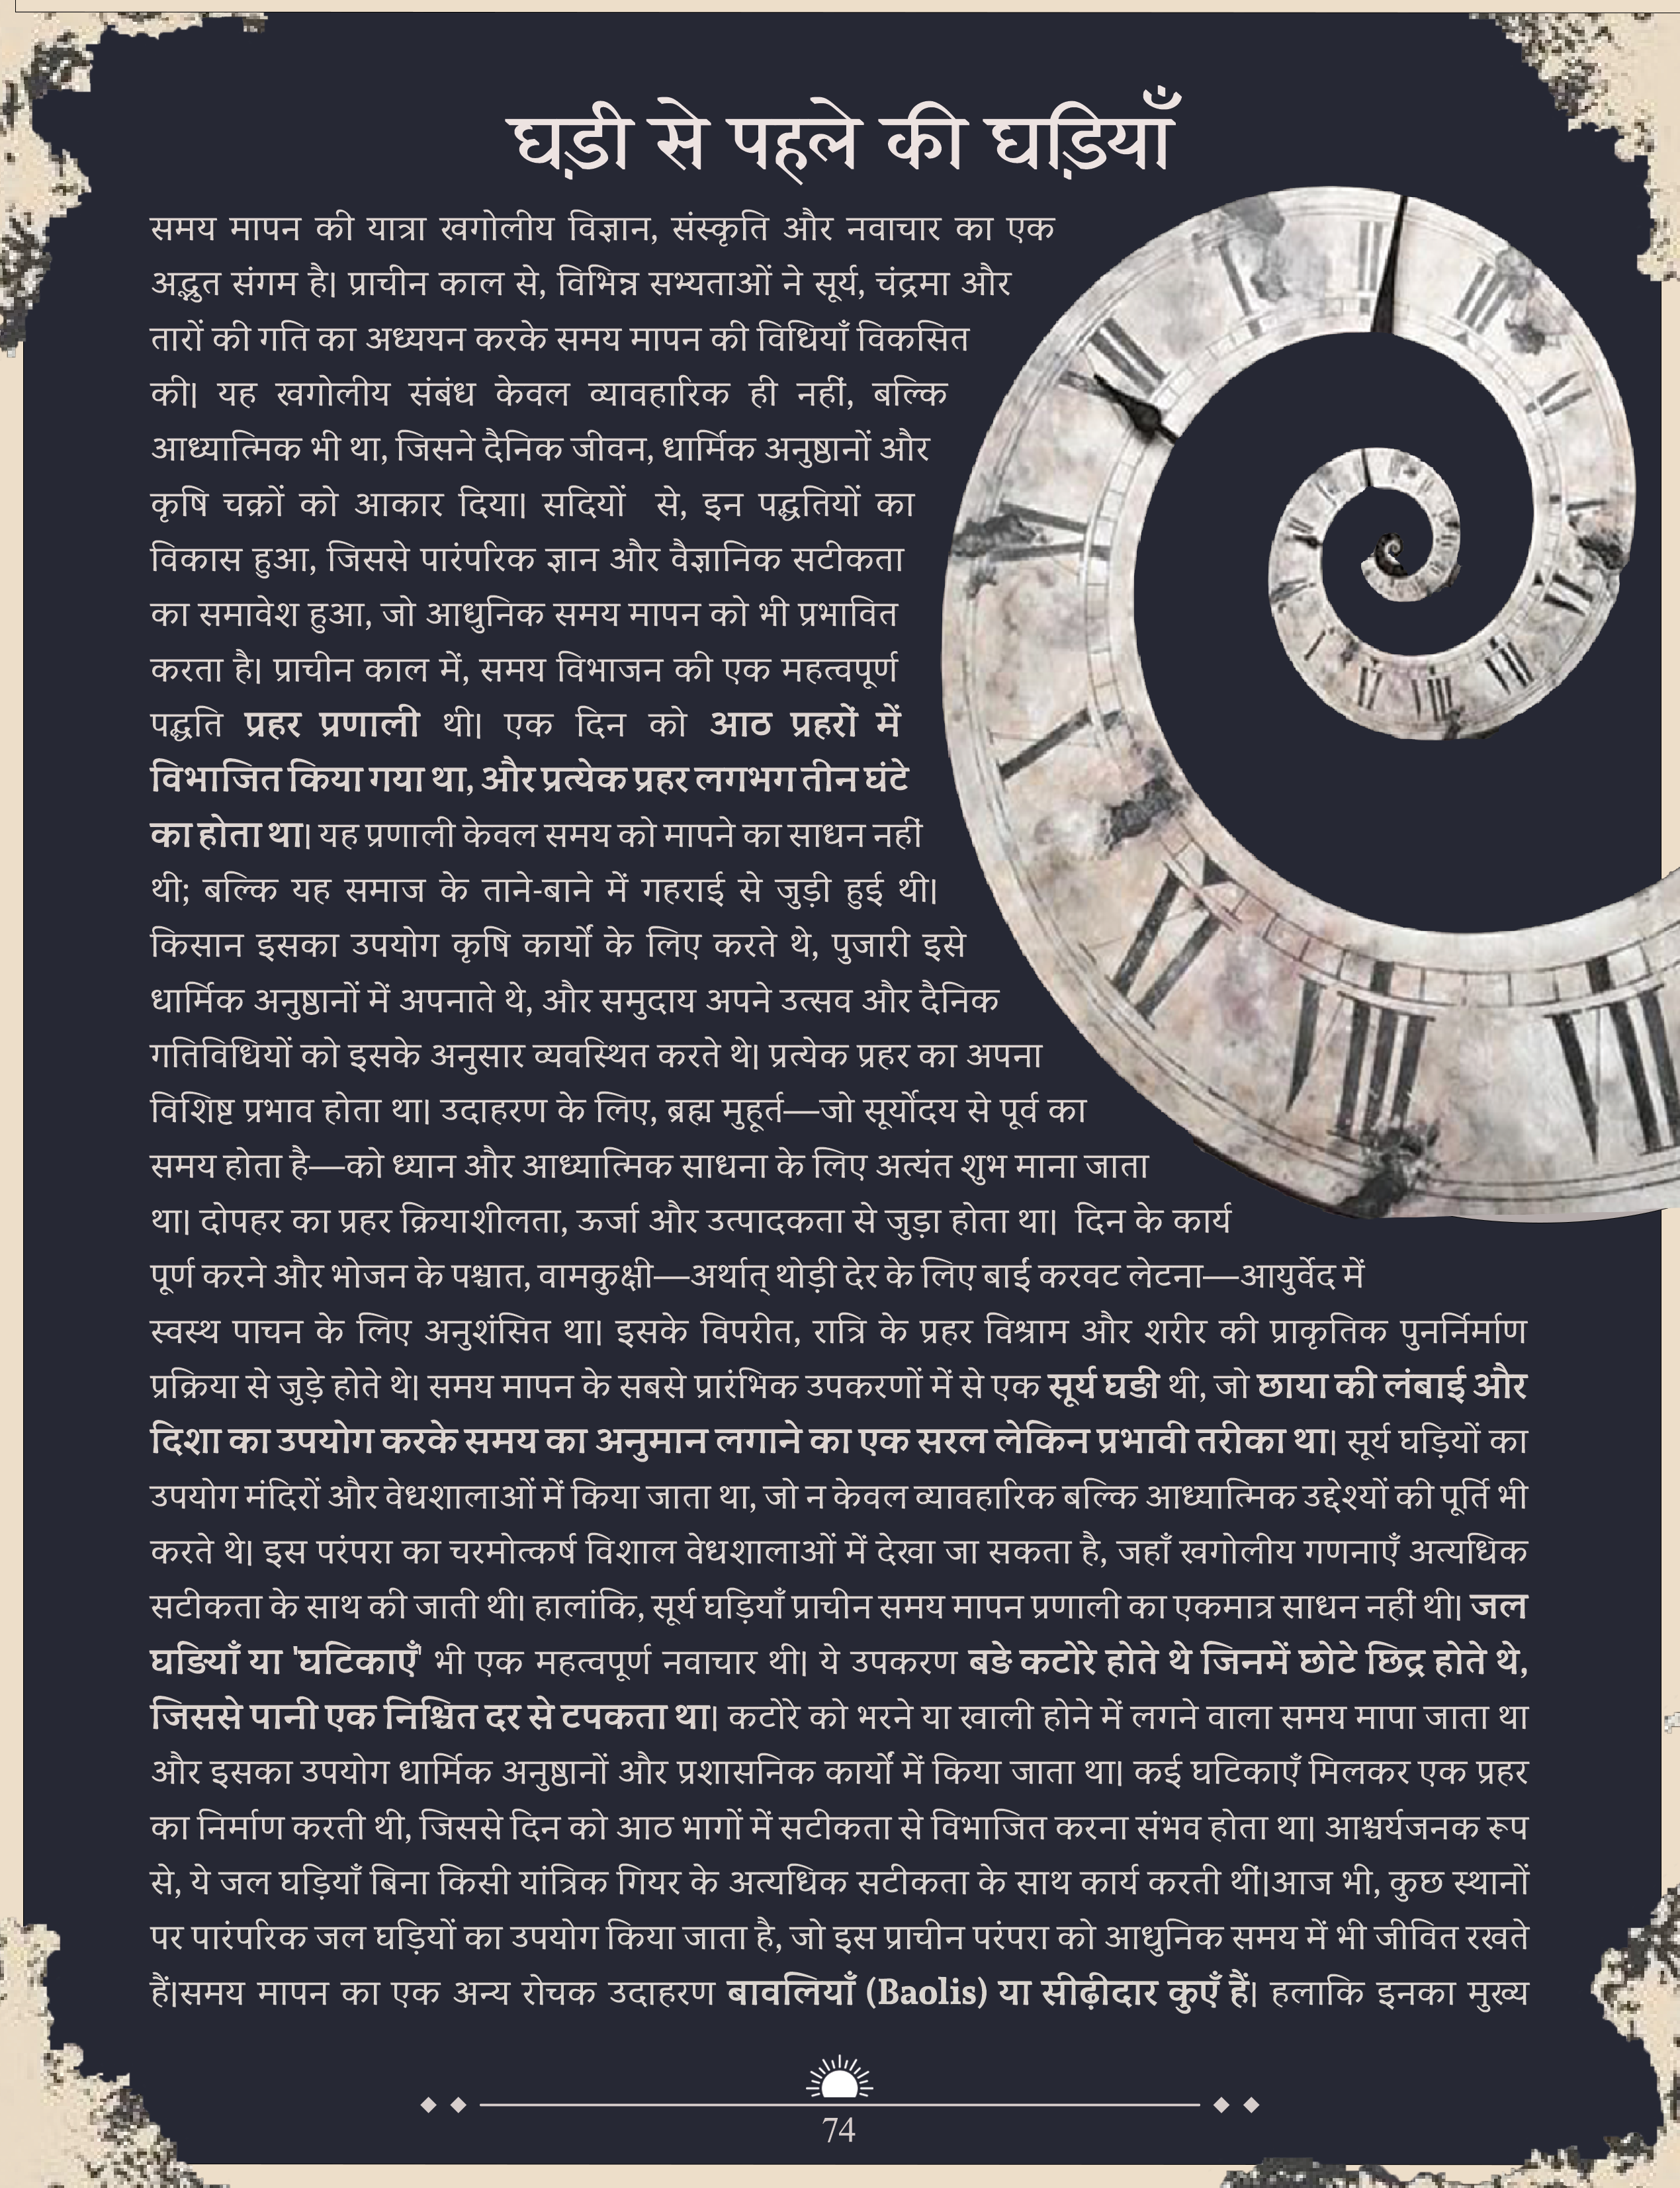 घड़ी से पहले की घड़ियाँ
समय मापन की यात्रा खगोलीय विज्ञान, संस्कृति और नवाचार का एक
अद्भुत संगम है| प्राचीन काल से, विभिन्न सभ्यताओं ने सूर्य, चंद्रमा और
तारों की गति का अध्ययन करके समय मापन की विधियाँ विकसित
की| यह खगोलीय संबंध केवल व्यावहारिक ही नहीं, बल्कि
आध्यात्मिक भी था, जिसने दैनिक जीवन, धार्मिक अनुष्ठानों और
कृषि चक्रों को आकार दिया| सदियों से, इन पद्धतियों का
विकास हुआ, जिससे पारंपरिक ज्ञान और वैज्ञानिक सटीकता
का समावेश हुआ, जो आधुनिक समय मापन को भी प्रभावित
करता है| प्राचीन काल में, समय विभाजन की एक महत्वपूर्ण
पद्धति प्रहर प्रणाली थी| एक दिन को आठ प्रहरों में
विभाजित किया गया था, और प्रत्येक प्रहर लगभग तीन घंटे
का होता था| यह प्रणाली केवल समय को मापने का साधन नहीं
थी; बल्कि यह समाज के ताने-बाने में गहराई से जुड़ी हुई थी|
किसान इसका उपयोग कृषि कार्यों के लिए करते थे, पुजारी इसे
धार्मिक अनुष्ठानों में अपनाते थे, और समुदाय अपने उत्सव और दैनिक
गतिविधियों को इसके अनुसार व्यवस्थित करते थे| प्रत्येक प्रहर का अपना
विशिष्ट प्रभाव होता था| उदाहरण के लिए, ब्रह्म मुहूर्त—जो सूर्योदय से पूर्व का
समय होता है—को ध्यान और आध्यात्मिक साधना के लिए अत्यंत शुभ माना जाता
था| दोपहर का प्रहर क्रियाशीलता, ऊर्जा और उत्पादकता से जुड़ा होता था| दिन के कार्य
पूर्ण करने और भोजन के पश्चात, वामकुक्षी—अर्थात् थोड़ी देर के लिए बाईं करवट लेटना—आयुर्वेद में
स्वस्थ पाचन के लिए अनुशंसित था| इसके विपरीत, रात्रि के प्रहर विश्राम और शरीर की प्राकृतिक पुनर्निर्माण
प्रक्रिया से जुड़े होते थे| समय मापन के सबसे प्रारंभिक उपकरणों में से एक सूर्य घडी थी, जो छाया की लंबाई और
दिशा का उपयोग करके समय का अनुमान लगाने का एक सरल लेकिन प्रभावी तरीका था| सूर्य घड़ियों का
उपयोग मंदिरों और वेधशालाओं में किया जाता था, जो न केवल व्यावहारिक बल्कि आध्यात्मिक उद्देश्यों की पूर्ति भी
करते थे| इस परंपरा का चरमोत्कर्ष विशाल वेधशालाओं में देखा जा सकता है, जहाँ खगोलीय गणनाएँ अत्यधिक
सटीकता के साथ की जाती थी| हालांकि, सूर्य घड़ियाँ प्राचीन समय मापन प्रणाली का एकमात्र साधन नहीं थी| जल
घडियाँ या 'घटिकाएँ' भी एक महत्वपूर्ण नवाचार थी| ये उपकरण बडे कटोरे होते थे जिनमें छोटे छिद्र होते थे,
जिससे पानी एक निश्चित दर से टपकता था| कटोरे को भरने या खाली होने में लगने वाला समय मापा जाता था
और इसका उपयोग धार्मिक अनुष्ठानों और प्रशासनिक कार्यों में किया जाता था| कई घटिकाएँ मिलकर एक प्रहर
का निर्माण करती थी, जिससे दिन को आठ भागों में सटीकता से विभाजित करना संभव होता था| आश्चर्यजनक रूप
से, ये जल घड़ियाँ बिना किसी यांत्रिक गियर के अत्यधिक सटीकता के साथ कार्य करती थीं|आज भी, कुछ स्थानों
पर पारंपरिक जल घड़ियों का उपयोग किया जाता है, जो इस प्राचीन परंपरा को आधुनिक समय में भी जीवित रखते
हैं|समय मापन का एक अन्य रोचक उदाहरण बावलियाँ (Baolis) या सीढ़ीदार कुएँ हैं| हलाकि इनका मुख्य
74